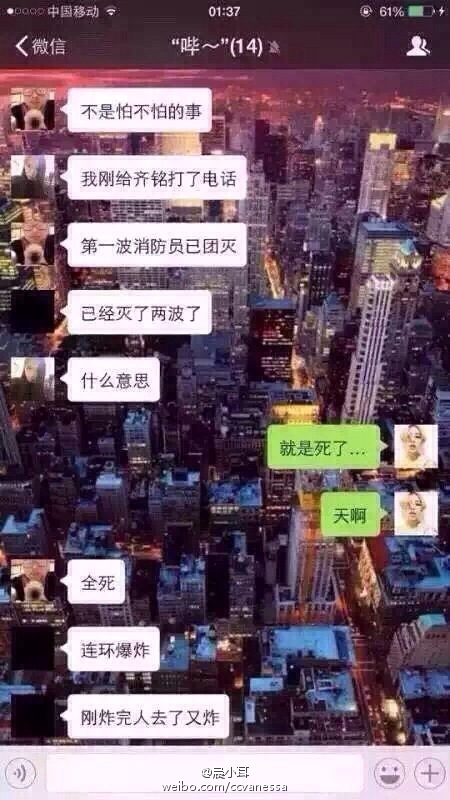 中国移动 01:37 61%
微信 “哔～”(14)
不是怕不怕的事
我刚给齐铭打了电话
第一波消防员已团灭
已经灭了两波了
什么意思
就是死了...
天啊
全死
连环爆炸
刚炸完人去了又炸
@晨小耳
weibo.com/ccvanessa